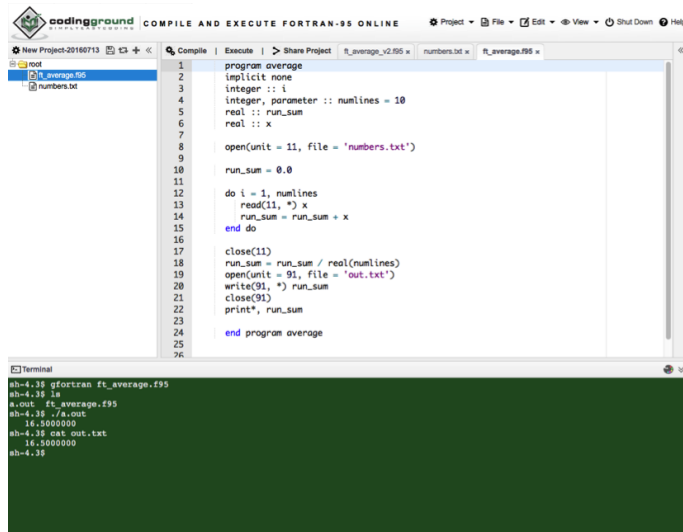 codingground COMPILE AND EXECUTE FORTRAN-95 ONLINE Project File Edit View Shut Down Help
SIMPLYEASYCODING
New Project-20160713 Compile | Execute | Share Project ft_average_v2.f95 x numbers.txt x ft_average.f95 x
root
ft_average.f95
numbers.txt
1 program average
2 implicit none
3 integer :: i
4 integer, parameter :: numlines = 10
5 real :: run_sum
6 real :: x
7
8 open(unit = 11, file = 'numbers.txt')
9
10 run_sum = 0.0
11
12 do i = 1, numlines
13 read(11, *) x
14 run_sum = run_sum + x
15 end do
16
17 close(11)
18 run_sum = run_sum / real(numlines)
19 open(unit = 91, file = 'out.txt')
20 write(91, *) run_sum
21 close(91)
22 print*, run_sum
23
24 end program average
25
26
Terminal
sh-4.3$ gfortran ft_average.f95
sh-4.3$ ls
a.out ft_average.f95
sh-4.3$ ./a.out
16.5000000
sh-4.3$ cat out.txt
16.5000000
sh-4.3$